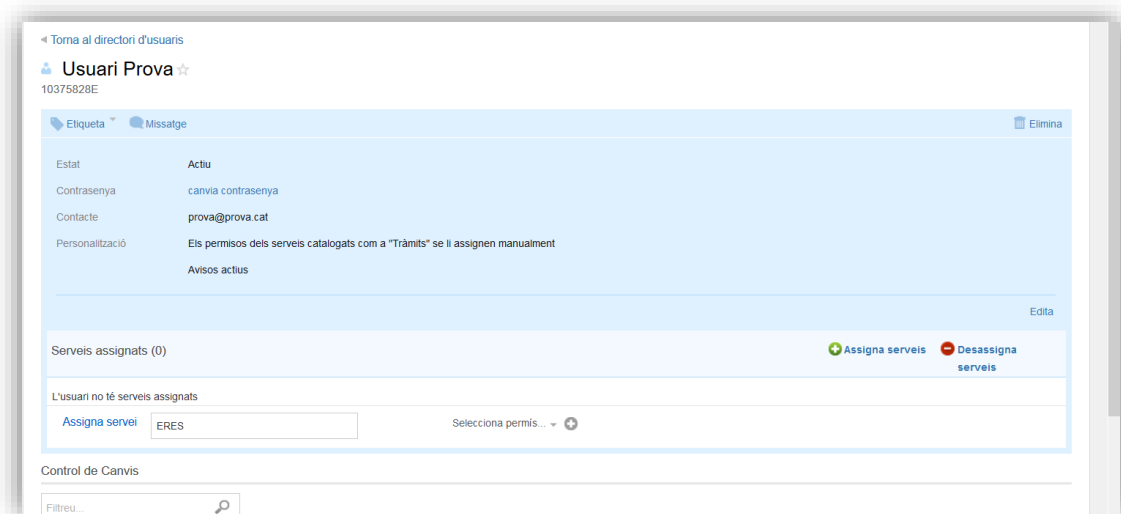 Torna al directori d'usuaris
Usuari Prova
10375828E
Etiqueta Missatge Elimina
Estat Actiu
Contrasenya canvia contrasenya
Contacte prova@prova.cat
Personalització Els permisos dels serveis catalogats com a "Tràmits" se li assignen manualment
Avisos actius
Edita
Serveis assignats (0) Assigna serveis Desassigna
serveis
L'usuari no té serveis assignats
Assigna servei ERES Selecciona permís...
Control de Canvis
Filtreu...